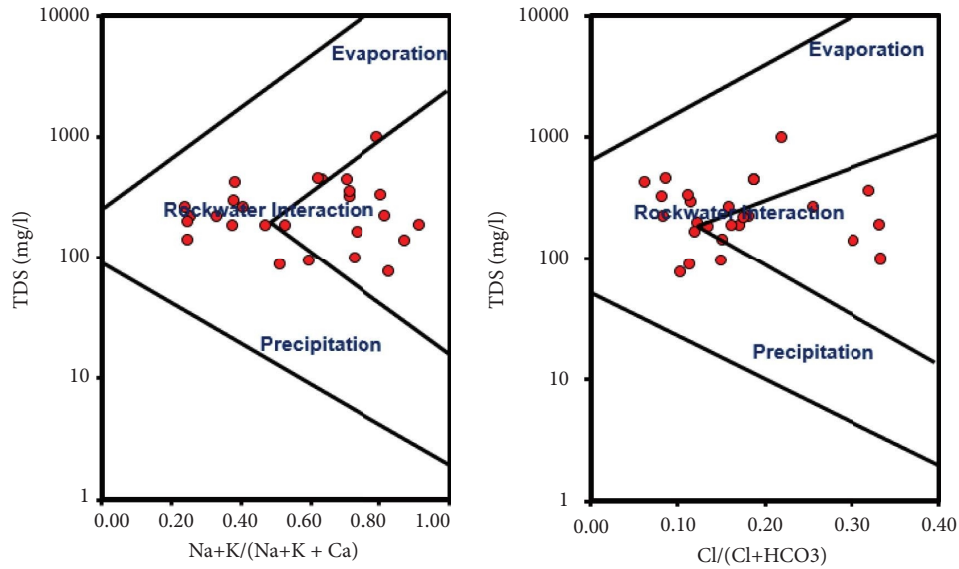 10000
1000
100
10
1
TDS (mg/l)
Evaporation
Rockwater Interaction
Precipitation
0.00 0.20 0.40 0.60 0.80 1.00
Na+K/(Na+K + Ca)
10000
1000
100
10
1
TDS (mg/l)
Evaporation
Rockwater Interaction
Precipitation
0.00 0.10 0.20 0.30 0.40
Cl/(Cl+HCO3)